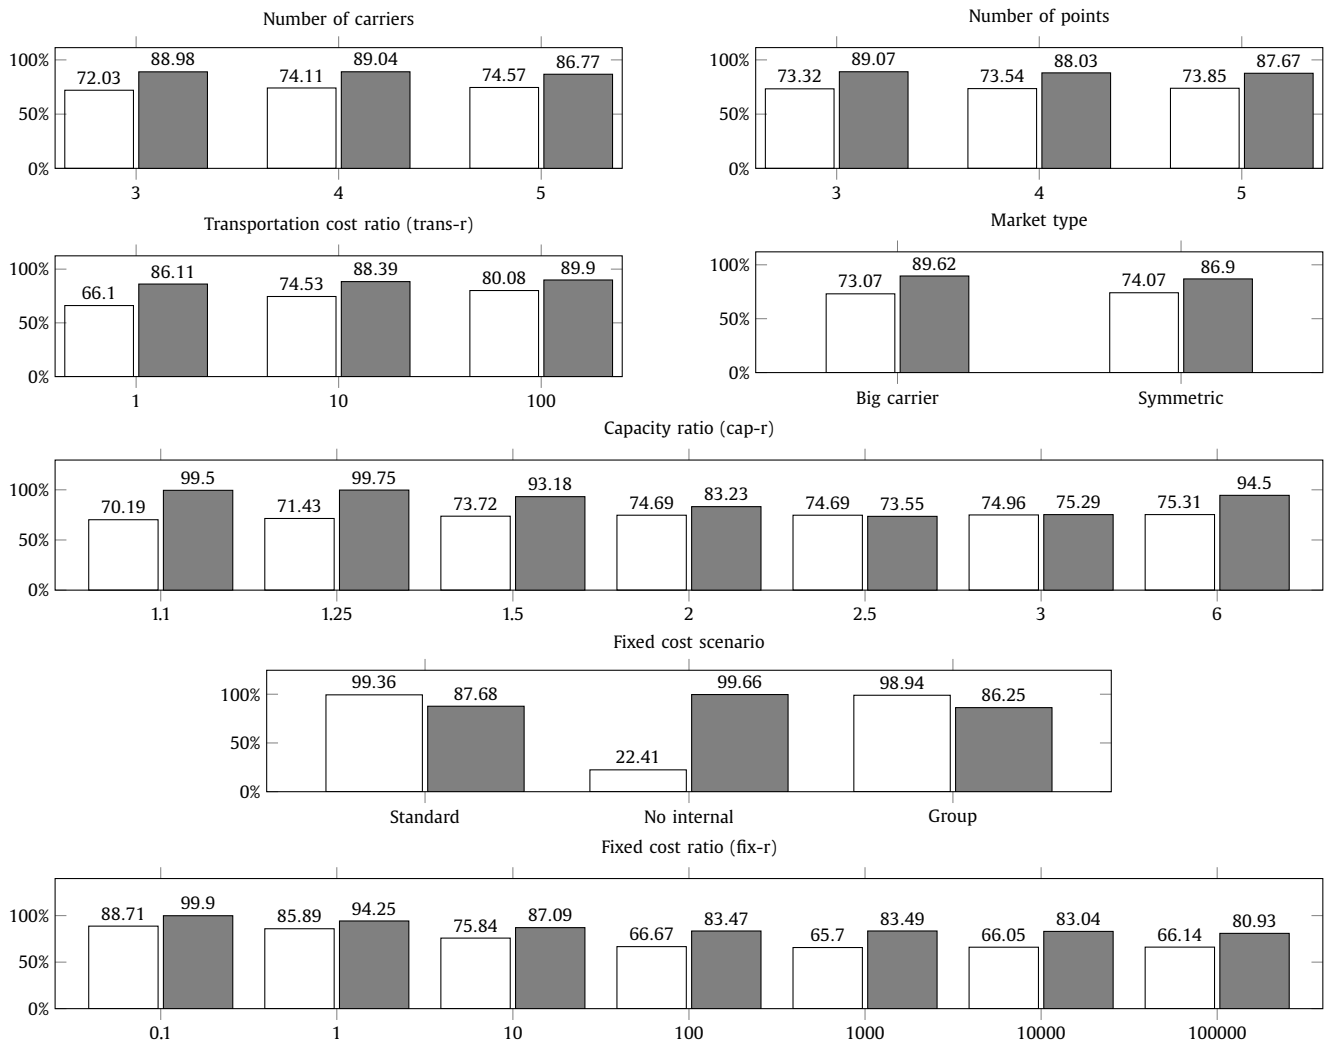 Number of carriers
100%
50%
0%
72.03 88.98 74.11 89.04 74.57 86.77
3 4 5
Number of points
100%
50%
0%
73.32 89.07 73.54 88.03 73.85 87.67
3 4 5
Transportation cost ratio (trans-r)
100%
50%
0%
66.1 86.11 74.53 88.39 80.08 89.9
1 10 100
Market type
100%
50%
0%
73.07 89.62 74.07 86.9
Big carrier Symmetric
Capacity ratio (cap-r)
100%
50%
0%
70.19 99.5 71.43 99.75 73.72 93.18 74.69 83.23 74.69 73.55 74.96 75.29 75.31 94.5
1.1 1.25 1.5 2 2.5 3 6
Fixed cost scenario
100%
50%
0%
99.36 87.68 22.41 99.66 98.94 86.25
Standard No internal Group
Fixed cost ratio (fix-r)
100%
50%
0%
88.71 99.9 85.89 94.25 75.84 87.09 66.67 83.47 65.7 83.49 66.05 83.04 66.14 80.93
0.1 1 10 100 1000 10000 100000